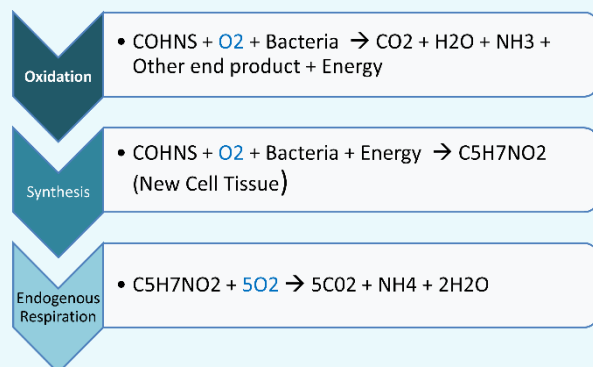 Oxidation
• COHNS + O2 + Bacteria → CO2 + H2O + NH3 +
Other end product + Energy
Synthesis
• COHNS + O2 + Bacteria + Energy → C5H7NO2
(New Cell Tissue)
Endogenous
Respiration
• C5H7NO2 + 5O2 → 5C02 + NH4 + 2H2O